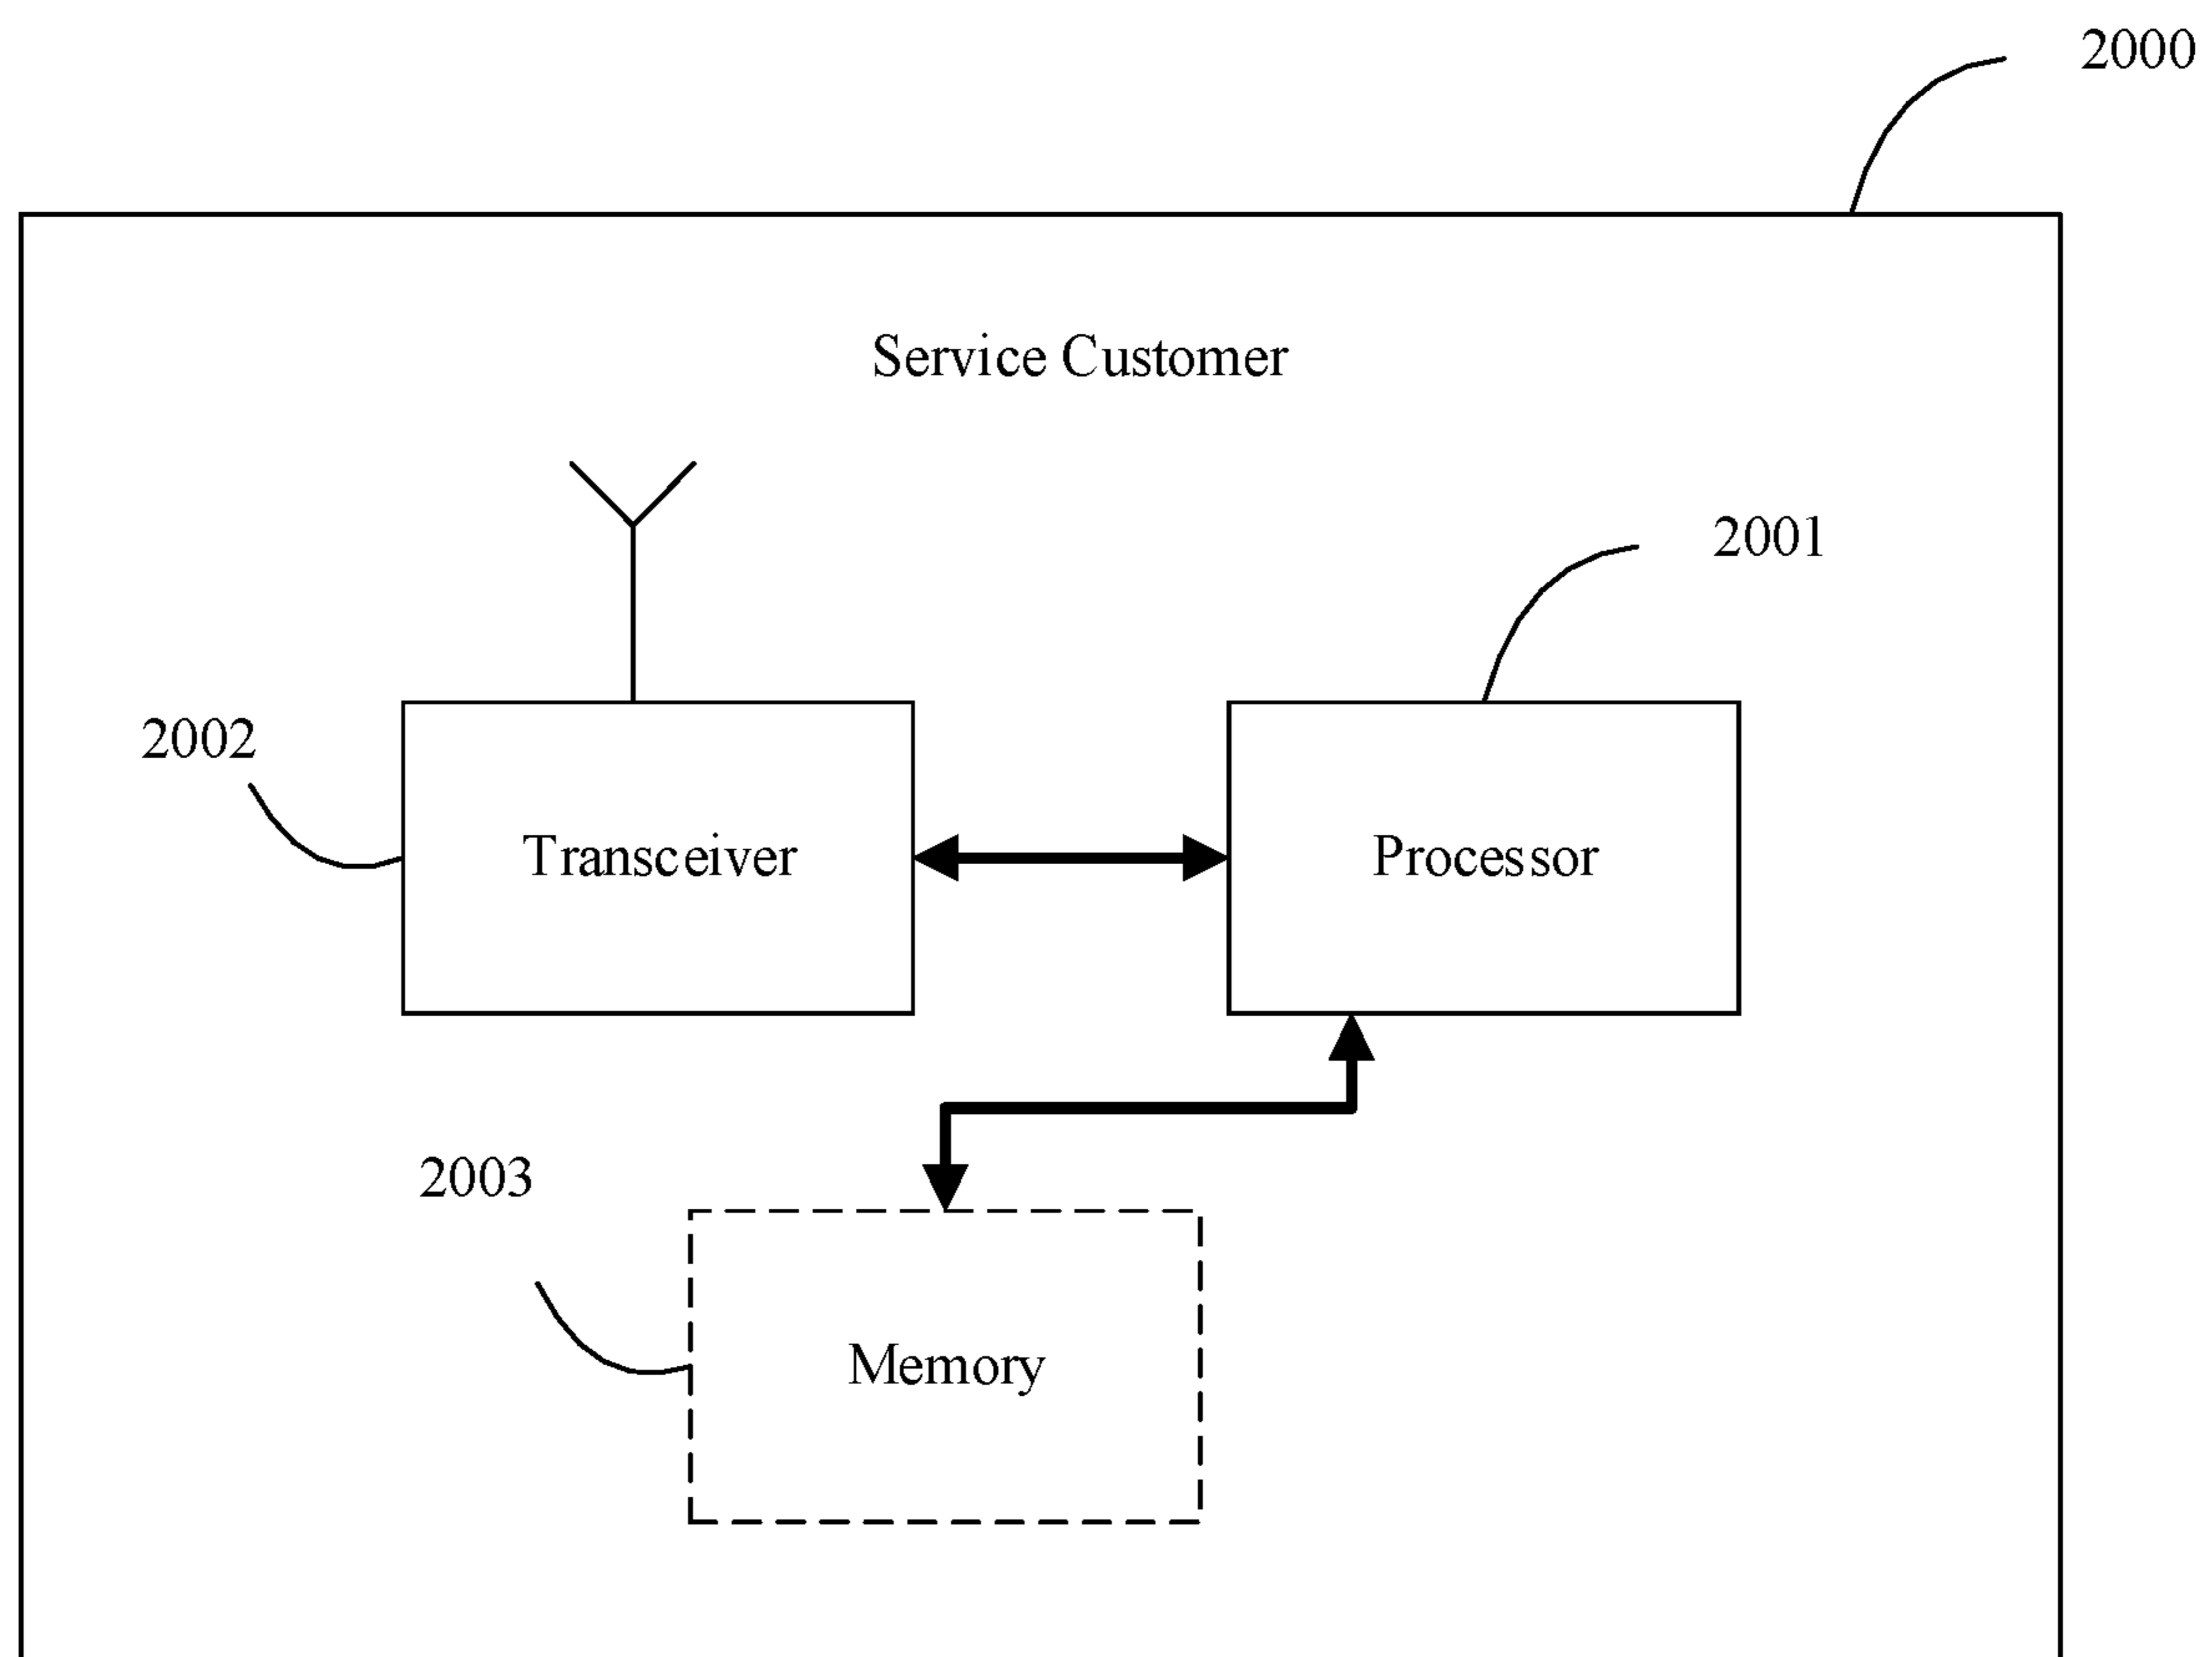 2000
Service Customer
2001
2002
Transceiver
Processor
2003
Memory